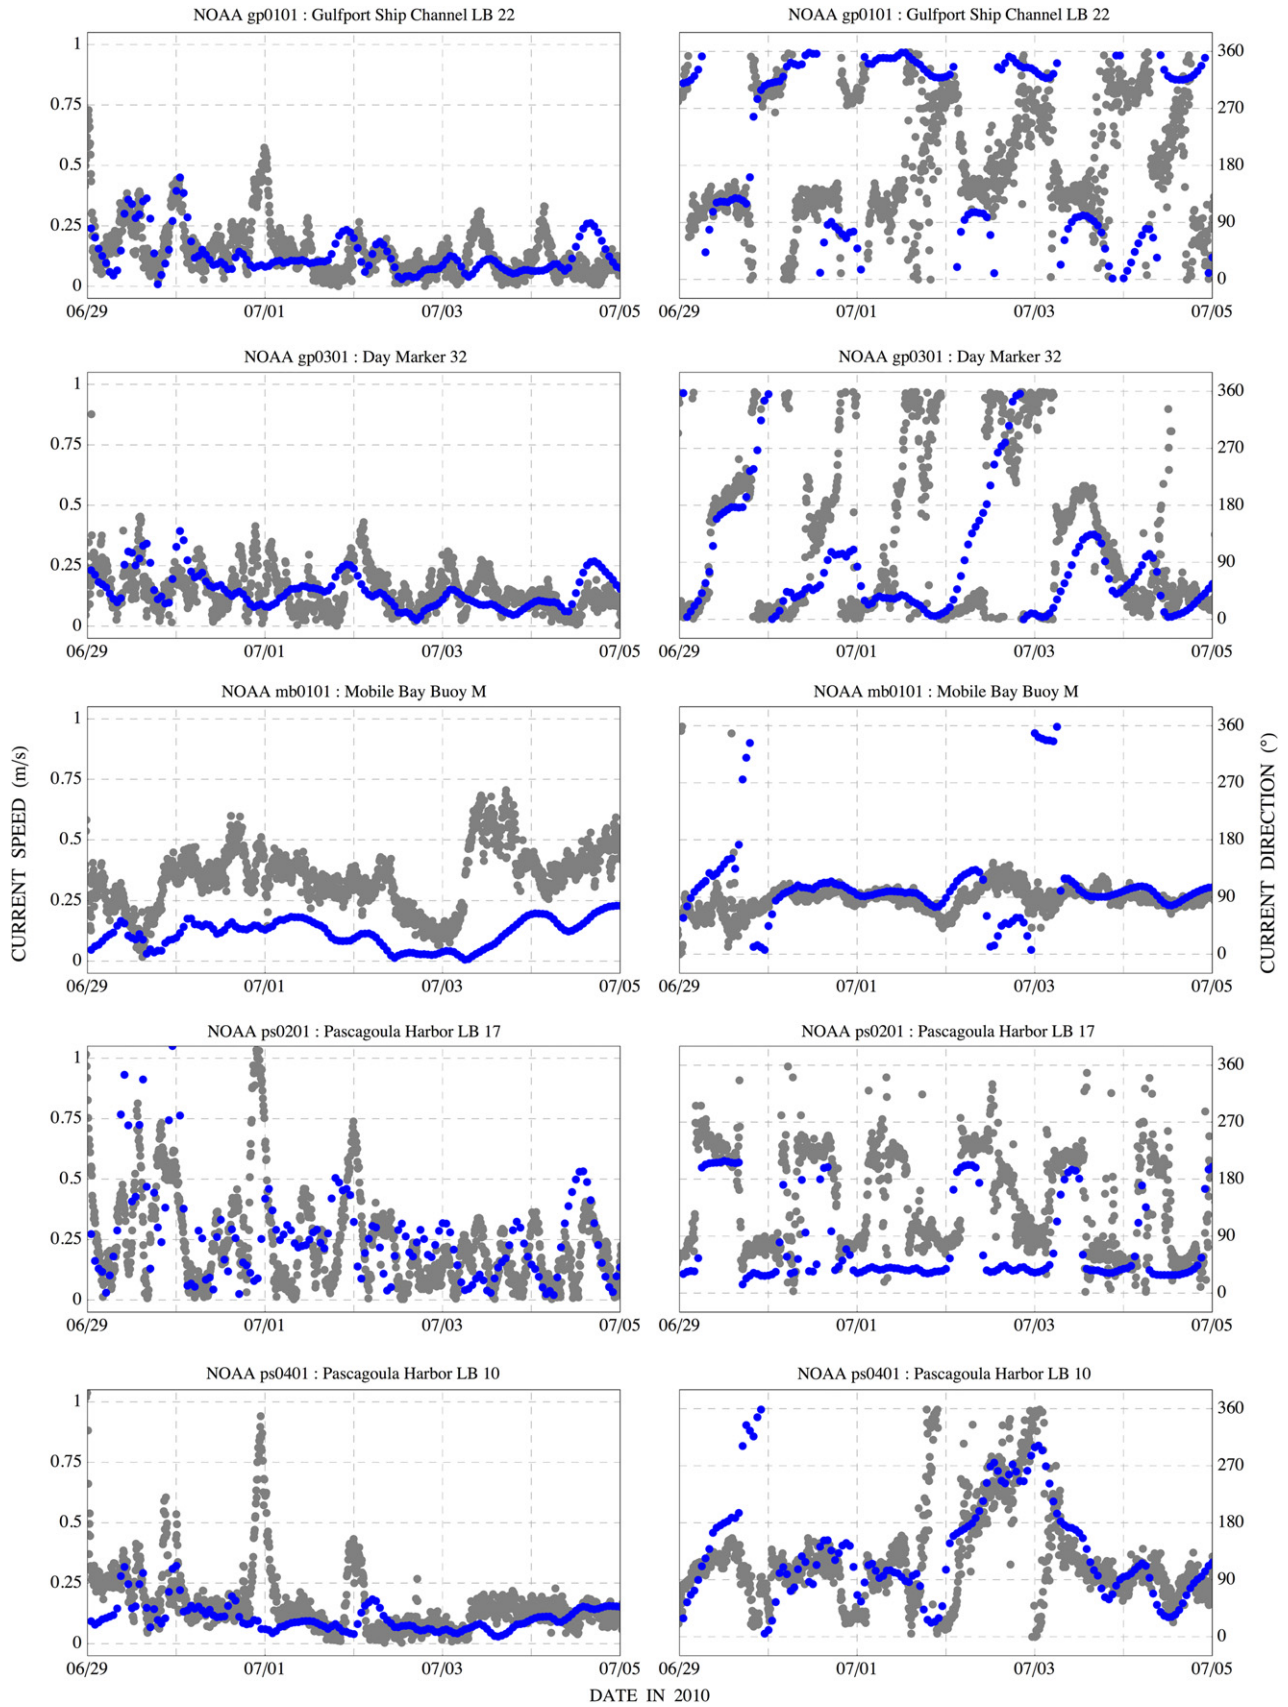 NOAA gp0101 : Gulfport Ship Channel LB 22
NOAA gp0101 : Gulfport Ship Channel LB 22
1
0.75
0.5
0.25
0
360
270
180
90
0
06/29 07/01 07/03 07/05
06/29 07/01 07/03 07/05
NOAA gp0301 : Day Marker 32
NOAA gp0301 : Day Marker 32
1
0.75
0.5
0.25
0
360
270
180
90
0
06/29 07/01 07/03 07/05
06/29 07/01 07/03 07/05
NOAA mb0101 : Mobile Bay Buoy M
NOAA mb0101 : Mobile Bay Buoy M
CURRENT SPEED (m/s)
1
0.75
0.5
0.25
0
360
270
180
90
0
CURRENT DIRECTION (°)
06/29 07/01 07/03 07/05
06/29 07/01 07/03 07/05
NOAA ps0201 : Pascagoula Harbor LB 17
NOAA ps0201 : Pascagoula Harbor LB 17
1
0.75
0.5
0.25
0
360
270
180
90
0
06/29 07/01 07/03 07/05
06/29 07/01 07/03 07/05
NOAA ps0401 : Pascagoula Harbor LB 10
NOAA ps0401 : Pascagoula Harbor LB 10
1
0.75
0.5
0.25
0
360
270
180
90
0
06/29 07/01 07/03 07/05
06/29 07/01 07/03 07/05
DATE IN 2010